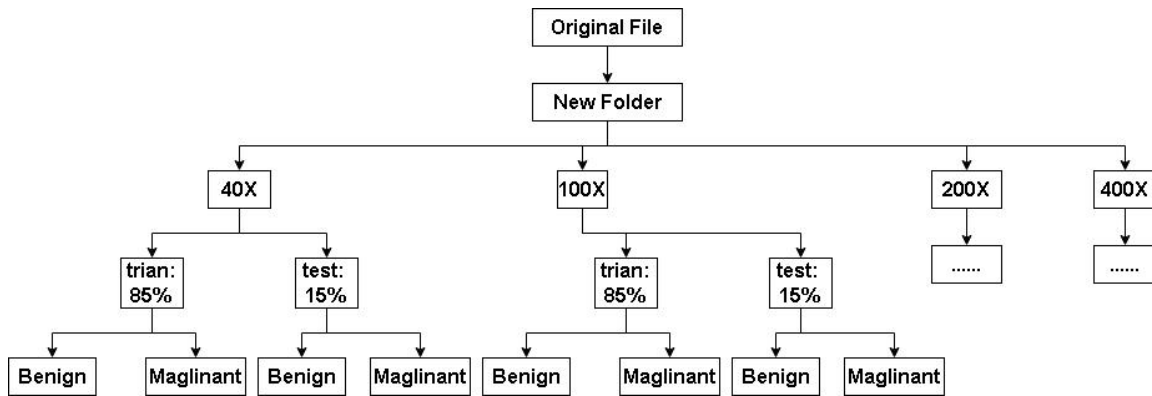 Original File
New Folder
40X
100X
200X
400X
trian:
85%
test:
15%
trian:
85%
test:
15%
......
......
Benign
Maglinant
Benign
Maglinant
Benign
Maglinant
Benign
Maglinant